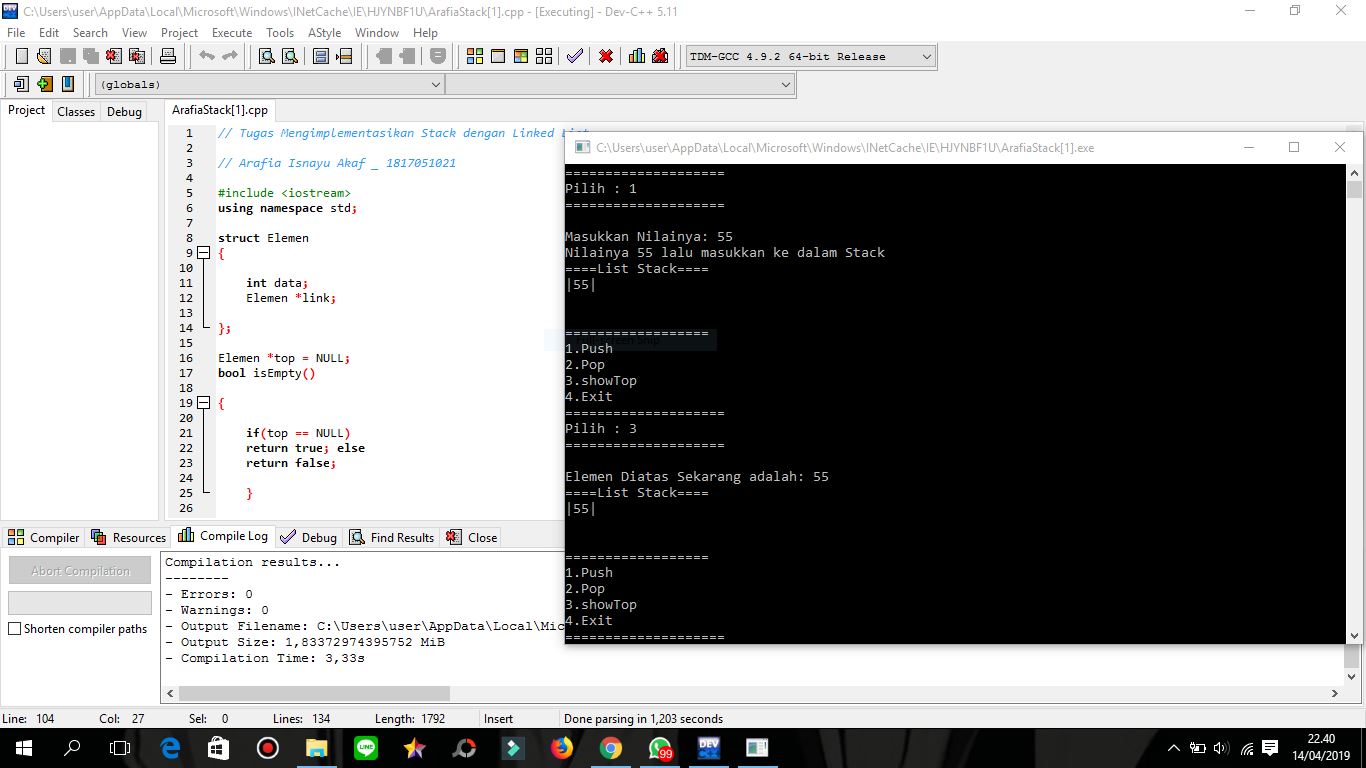 C:\Users\user\AppData\Local\Microsoft\Windows\INetCache\IE\HJYNBF1U\ArafiaStack[1].cpp - [Executing] - Dev-C++ 5.11
File Edit Search View Project Execute Tools AStyle Window Help
TDM-GCC 4.9.2 64-bit Release
(globals)
Project Classes Debug
ArafiaStack[1].cpp
1 // Tugas Mengimplementasikan Stack dengan Linked List
2
3 // Arafia Isnayu Akaf _ 1817051021
4
5 #include <iostream>
6 using namespace std;
7
8 struct Elemen
9 {
10
11 int data;
12 Elemen *link;
13
14 };
15
16 Elemen *top = NULL;
17 bool isEmpty()
18
19 {
20
21 if(top == NULL)
22 return true; else
23 return false;
24
25 }
26
C:\Users\user\AppData\Local\Microsoft\Windows\INetCache\IE\HJYNBF1U\ArafiaStack[1].exe
====================
Pilih : 1
====================
Masukkan Nilainya: 55
Nilainya 55 lalu masukkan ke dalam Stack
====List Stack====
|55|
==================
Full-screen Snip
1.Push
2.Pop
3.showTop
4.Exit
====================
Pilih : 3
====================
Elemen Diatas Sekarang adalah: 55
====List Stack====
|55|
==================
1.Push
2.Pop
3.showTop
4.Exit
====================
Compiler Resources Compile Log Debug Find Results Close
Abort Compilation
Shorten compiler paths
Compilation results...
--------
- Errors: 0
- Warnings: 0
- Output Filename: C:\Users\user\AppData\Local\Mic
- Output Size: 1,83372974395752 MiB
- Compilation Time: 3,33s
Line: 104 Col: 27 Sel: 0 Lines: 134 Length: 1792 Insert Done parsing in 1,203 seconds
LINE
99
DEV
22.40
14/04/2019